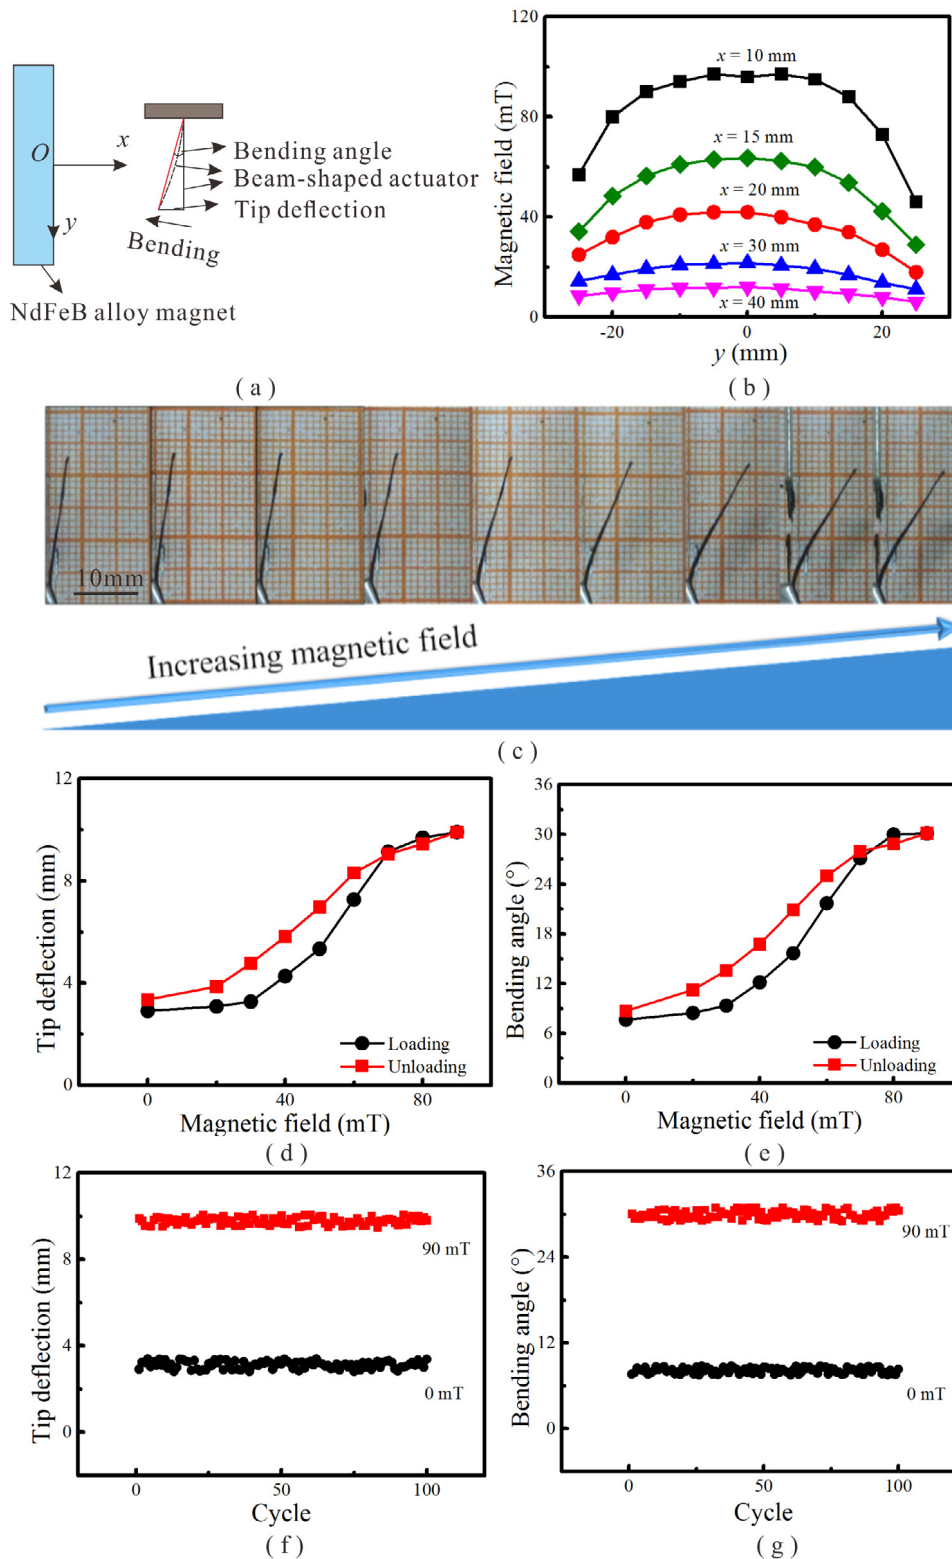 O
x
y
Bending angle
Beam-shaped actuator
Tip deflection
Bending
NdFeB alloy magnet
( a )
Magnetic field (mT)
120
80
40
0
x = 10 mm
x = 15 mm
x = 20 mm
x = 30 mm
x = 40 mm
-20
0
20
y (mm)
( b )
10mm
Increasing magnetic field
( c )
Tip deflection (mm)
12
8
4
0
Loading
Unloading
0
40
80
Magnetic field (mT)
( d )
Bending angle (°)
36
30
24
18
12
6
0
Loading
Unloading
0
40
80
Magnetic field (mT)
( e )
Tip deflection (mm)
12
8
4
0
90 mT
0 mT
0
50
100
Cycle
( f )
Bending angle (°)
36
24
12
0
90 mT
0 mT
0
50
100
Cycle
( g )